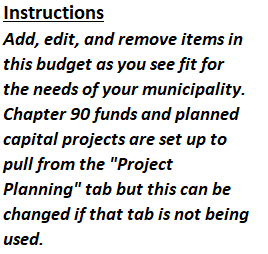 Instructions
Add, edit, and remove items in
this budget as you see fit for
the needs of your municipality.
Chapter 90 funds and planned
capital projects are set up to
pull from the "Project
Planning" tab but this can be
changed if that tab is not being
used.